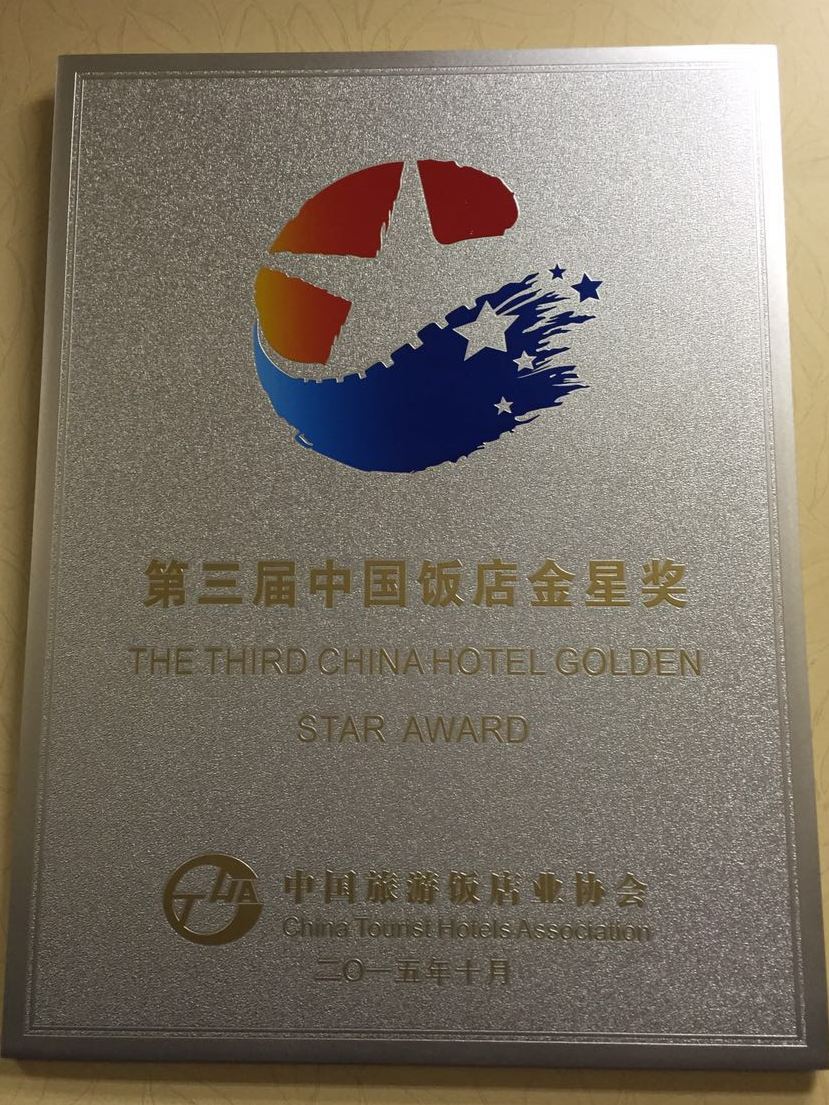 第三届中国饭店金星奖
THE THIRD CHINA HOTEL GOLDEN
STAR AWARD
中国旅游饭店业协会
China Tourist Hotels Association
二〇一五年十月